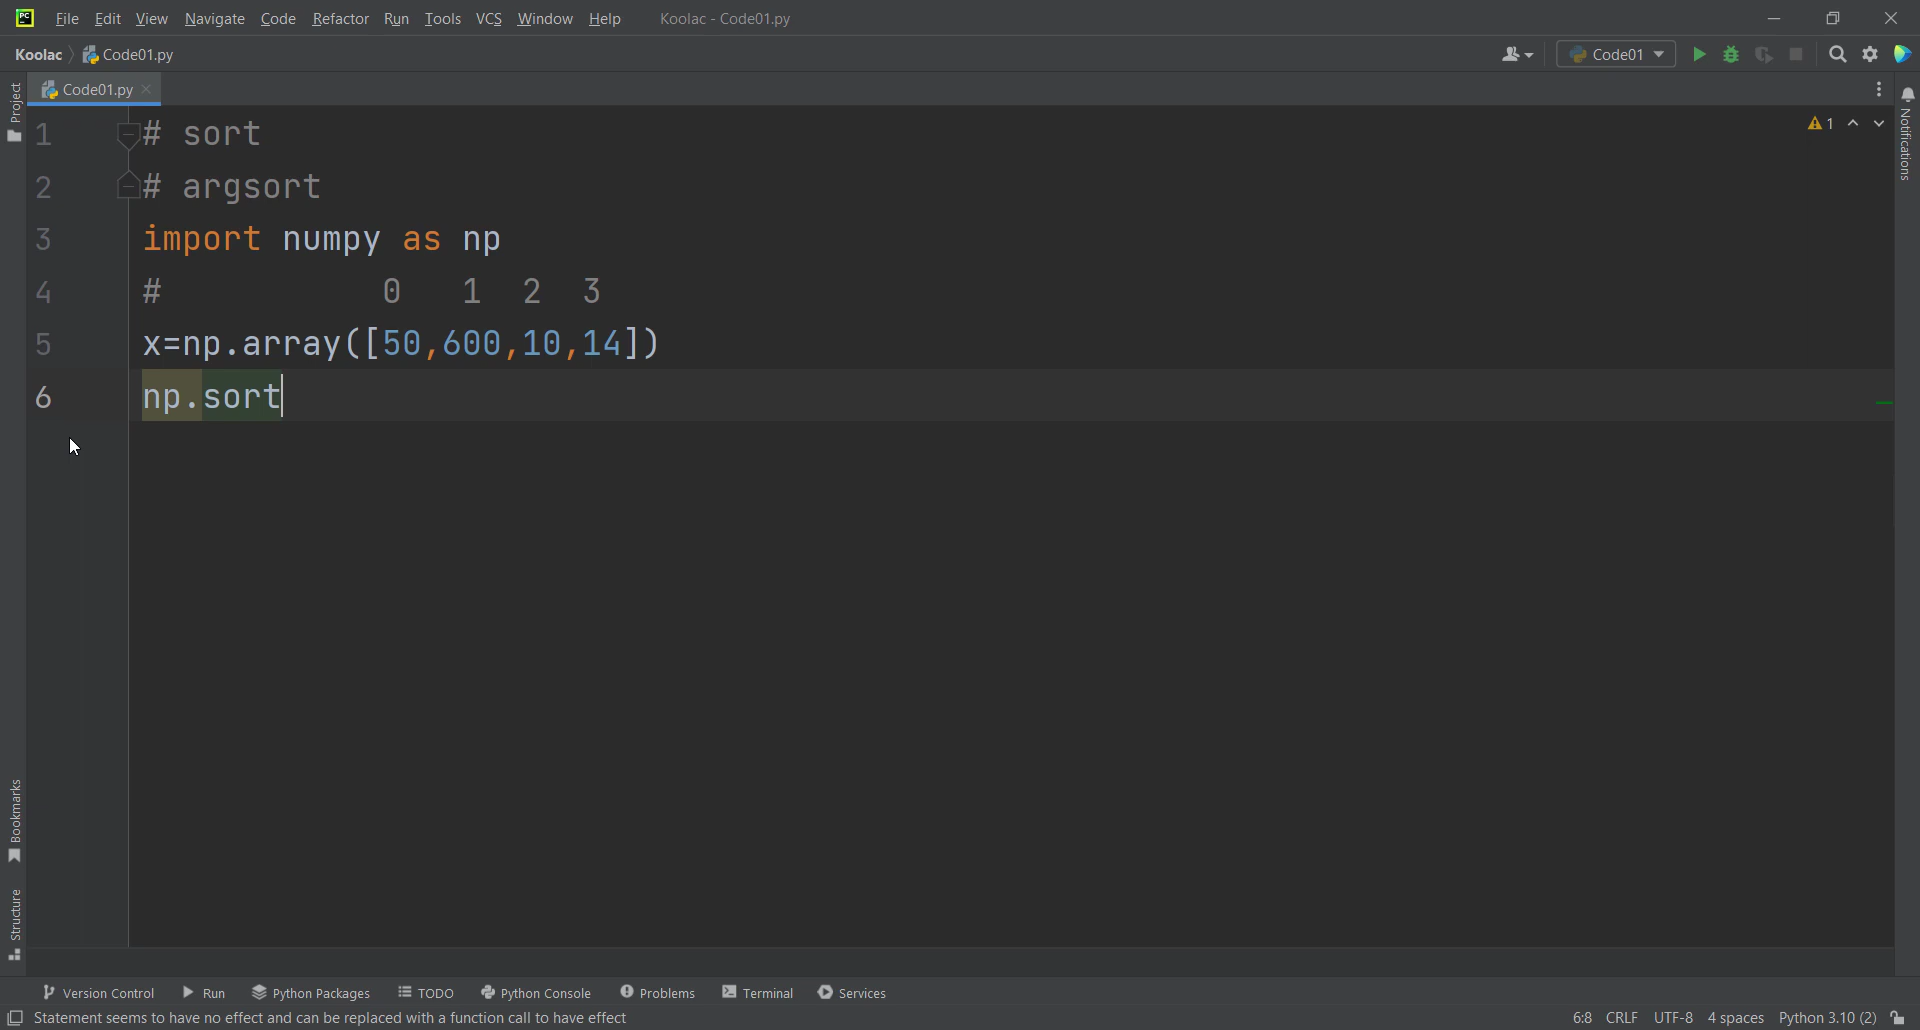 PC File Edit View Navigate Code Refactor Run Tools VCS Window Help Koolac - Code01.py
Koolac Code01.py Code01
Project Code01.py
1 # sort 1
2 # argsort
3 import numpy as np
4 # 0 1 2 3
5 x=np.array([50,600,10,14])
6 np.sort
Notifications
Bookmarks
Structure
Version Control Run Python Packages TODO Python Console Problems Terminal Services
Statement seems to have no effect and can be replaced with a function call to have effect 6:8 CRLF UTF-8 4 spaces Python 3.10 (2)